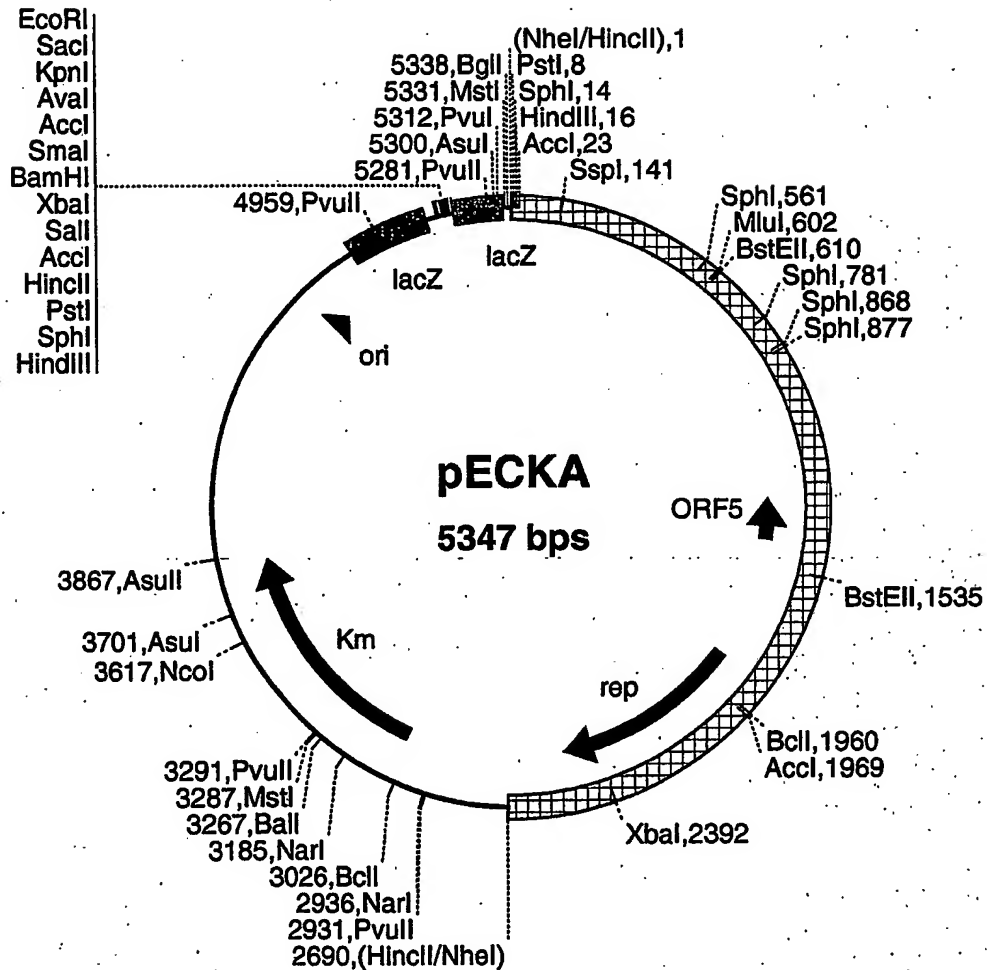 EcoRI
SacI
KpnI
AvaI
AccI
SmaI
BamHI
XbaI
SalI
AccI
HincII
PstI
SphI
HindIII
4959,PvuII
5281,PvuII
5300,AsuI
5312,PvuI
5331,MstI
5338,BglI
(NheI/HincII),1
PstI,8
SphI,14
HindIII,16
AccI,23
SspI,141
SphI,561
MluI,602
BstEII,610
SphI,781
SphI,868
SphI,877
lacZ
lacZ
ori
pECKA
5347 bps
ORF5
BstEII,1535
rep
BclI,1960
AccI,1969
XbaI,2392
Km
3867,AsuII
3701,AsuI
3617,NcoI
3291,PvuII
3287,MstI
3267,BalI
3185,NarI
3026,BclI
2936,NarI
2931,PvuII
2690,(HincII/NheI)